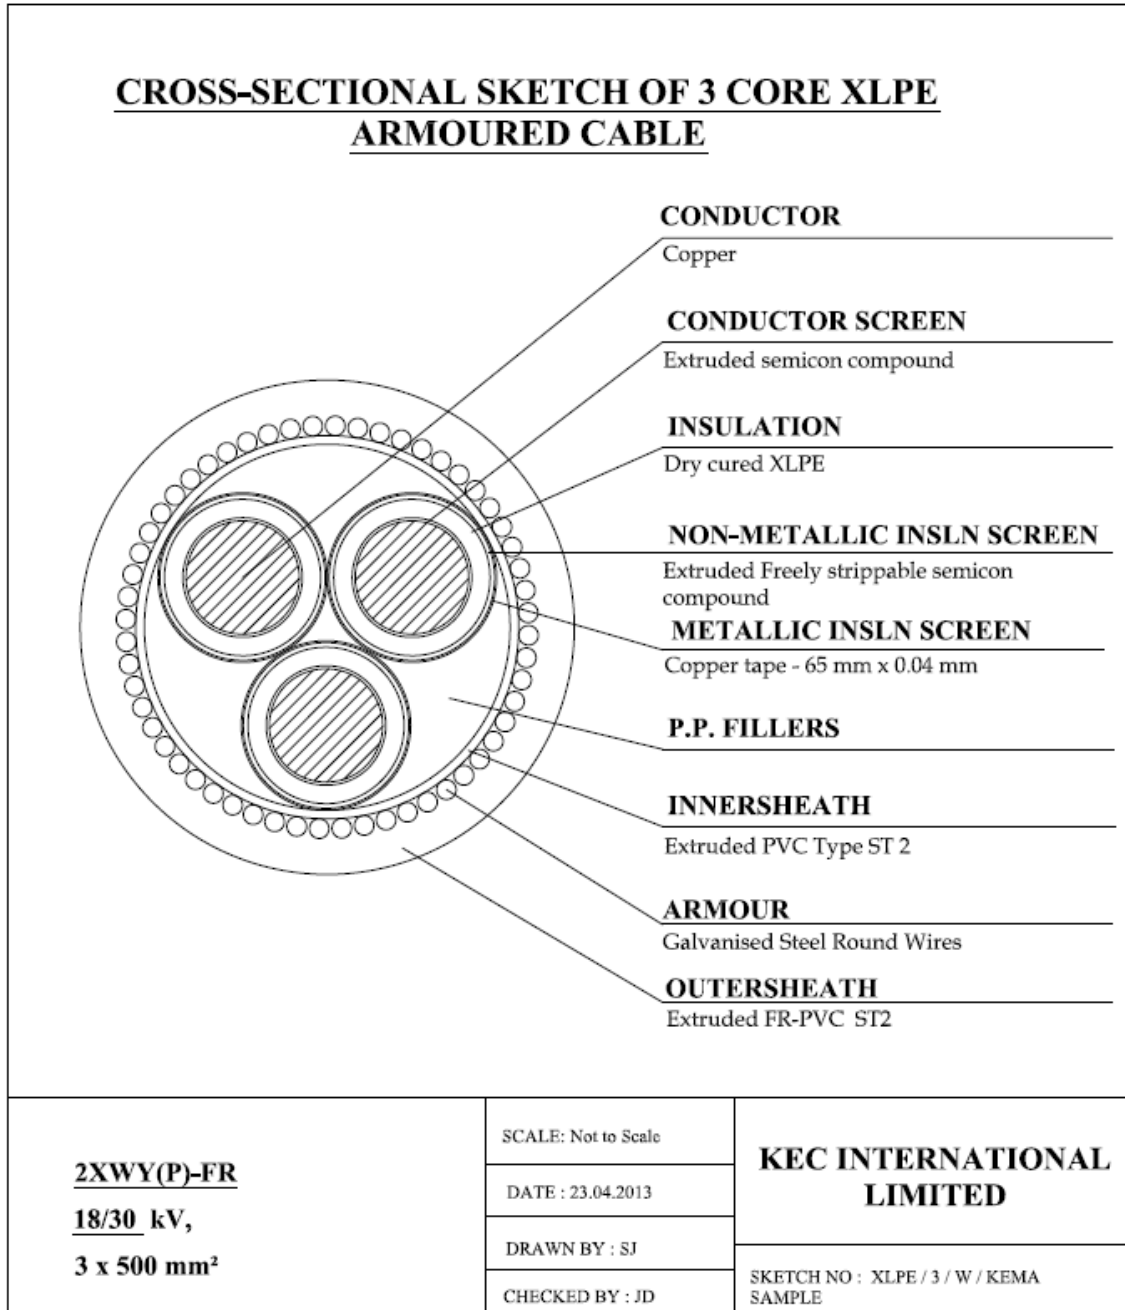 CROSS-SECTIONAL SKETCH OF 3 CORE XLPE
ARMOURED CABLE
CONDUCTOR
Copper
CONDUCTOR SCREEN
Extruded semicon compound
INSULATION
Dry cured XLPE
NON-METALLIC INSLN SCREEN
Extruded Freely strippable semicon
compound
METALLIC INSLN SCREEN
Copper tape - 65 mm x 0.04 mm
P.P. FILLERS
INNERSHEATH
Extruded PVC Type ST 2
ARMOUR
Galvanised Steel Round Wires
OUTERSHEATH
Extruded FR-PVC ST2
2XWY(P)-FR
18/30 kV,
3 x 500 mm²
SCALE: Not to Scale
DATE : 23.04.2013
DRAWN BY : SJ
CHECKED BY : JD
KEC INTERNATIONAL
LIMITED
SKETCH NO : XLPE / 3 / W / KEMA
SAMPLE